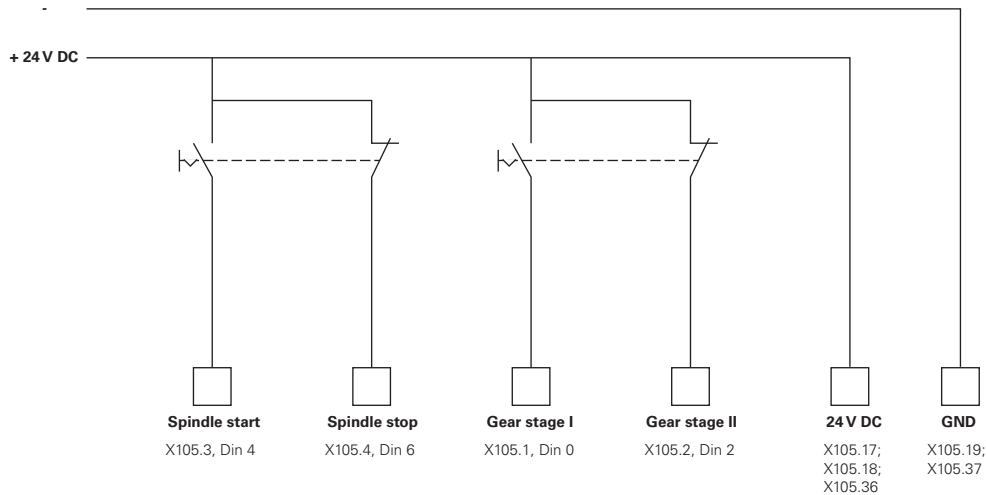 -
+ 24 V DC
Spindle start
X105.3, Din 4
Spindle stop
X105.4, Din 6
Gear stage I
X105.1, Din 0
Gear stage II
X105.2, Din 2
24 V DC
X105.17;
X105.18;
X105.36
GND
X105.19;
X105.37